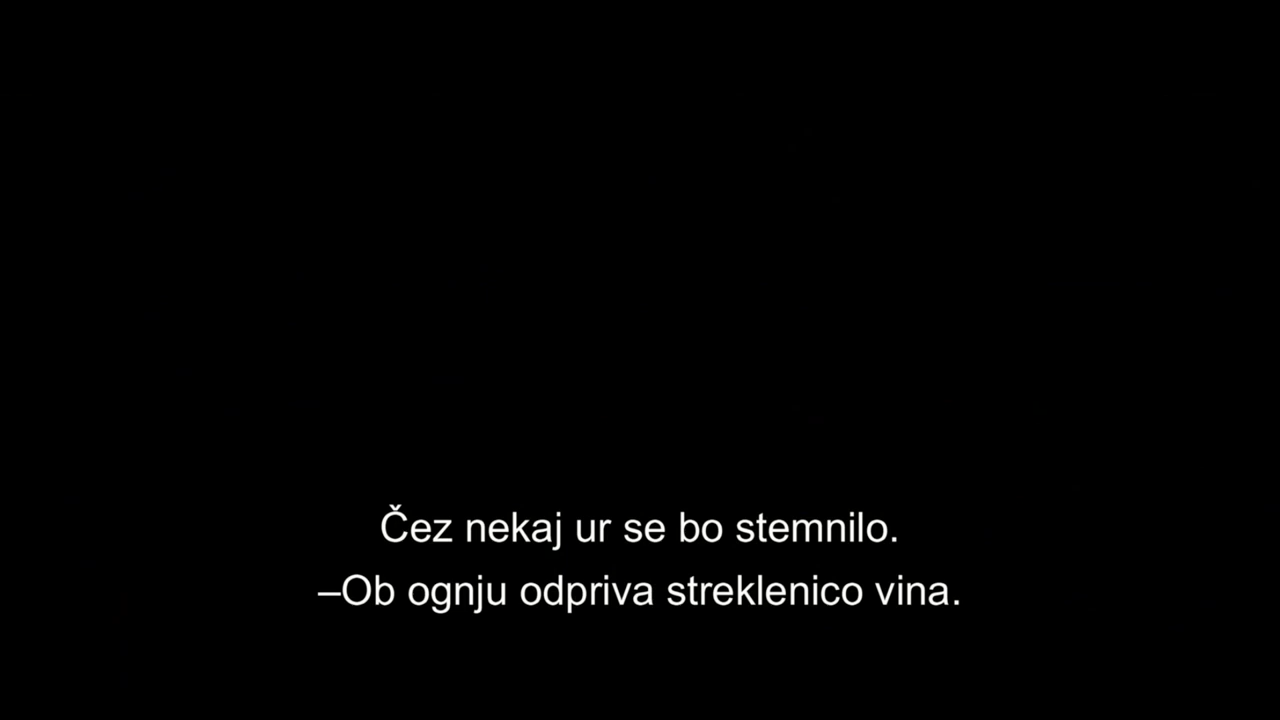 Čez nekaj ur se bo stemnilo.
–Ob ognju odpriva streklenico vina.